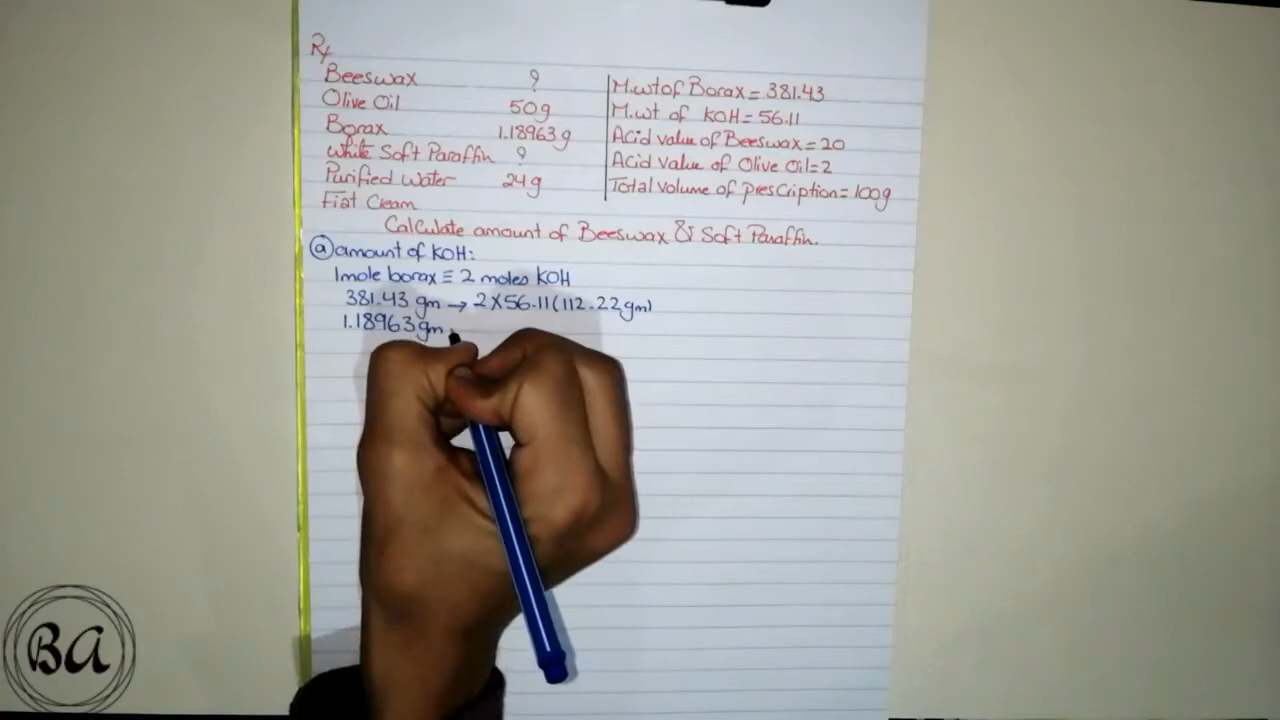 Rx
Beeswax ?
Olive Oil 50g
Borax 1.18963g
White Soft Paraffin ?
Purified Water 24g
Fiat Cream
M.wt of Borax = 381.43
M.wt of KOH = 56.11
Acid value of Beeswax = 20
Acid Value of Olive Oil = 2
Total volume of prescription = 100g
Calculate amount of Beeswax & Soft Paraffin.
(a) amount of KOH:
1mole borax ≡ 2 moles KOH
381.43 gm → 2X56.11(112.22gm)
1.18963gm
BA